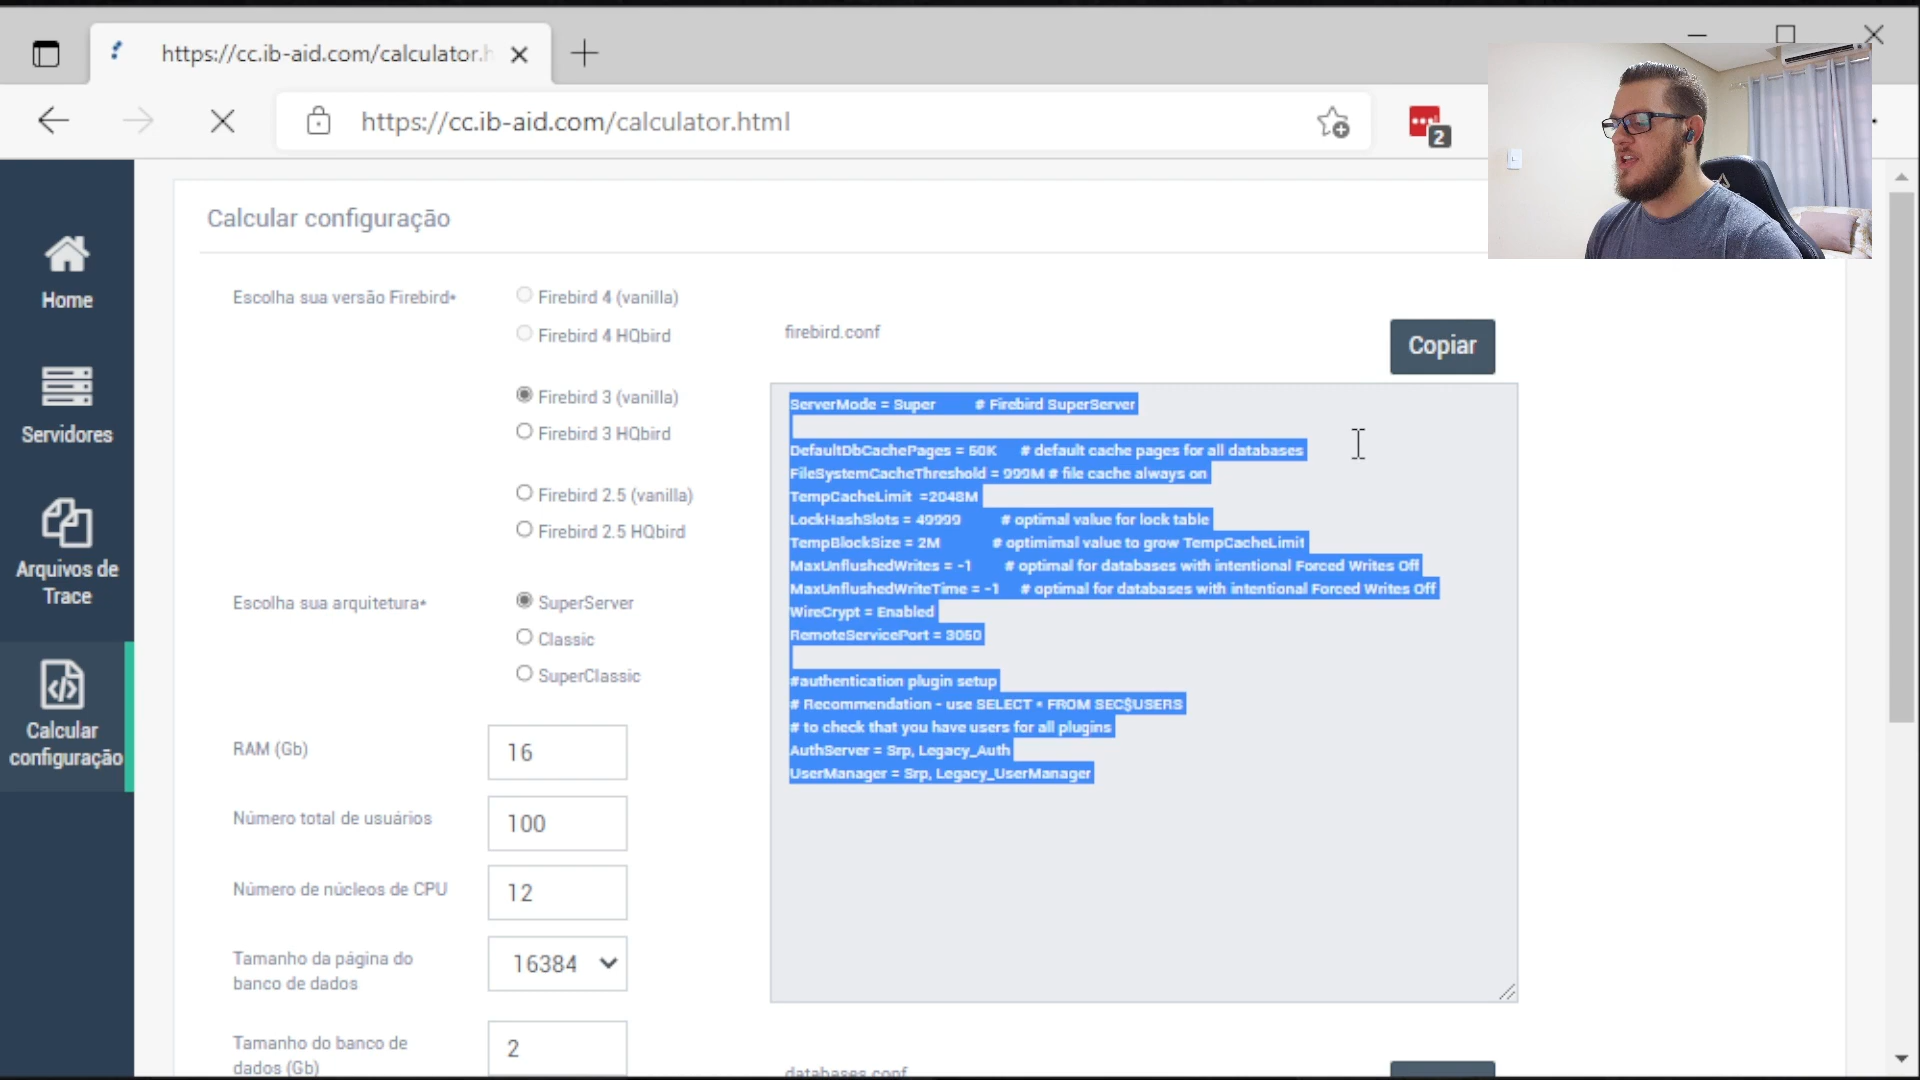 https://cc.ib-aid.com/calculator.h
https://cc.ib-aid.com/calculator.html
2
Home
Servidores
Arquivos de
Trace
Calcular
configuração
Calcular configuração
Escolha sua versão Firebird*
Firebird 4 (vanilla)
Firebird 4 HQbird
Firebird 3 (vanilla)
Firebird 3 HQbird
Firebird 2.5 (vanilla)
Firebird 2.5 HQbird
Escolha sua arquitetura*
SuperServer
Classic
SuperClassic
RAM (Gb)
16
Número total de usuários
100
Número de núcleos de CPU
12
Tamanho da página do
banco de dados
16384
Tamanho do banco de
dados (Gb)
2
firebird.conf
Copiar
ServerMode = Super # Firebird SuperServer
DefaultDbCachePages = 50K # default cache pages for all databases
FileSystemCacheThreshold = 999M # file cache always on
TempCacheLimit =2048M
LockHashSlots = 49999 # optimal value for lock table
TempBlockSize = 2M # optimimal value to grow TempCacheLimit
MaxUnflushedWrites = -1 # optimal for databases with intentional Forced Writes Off
MaxUnflushedWriteTime = -1 # optimal for databases with intentional Forced Writes Off
WireCrypt = Enabled
RemoteServicePort = 3050
#authentication plugin setup
# Recommendation - use SELECT * FROM SEC$USERS
# to check that you have users for all plugins
AuthServer = Srp, Legacy_Auth
UserManager = Srp, Legacy_UserManager
databases.conf